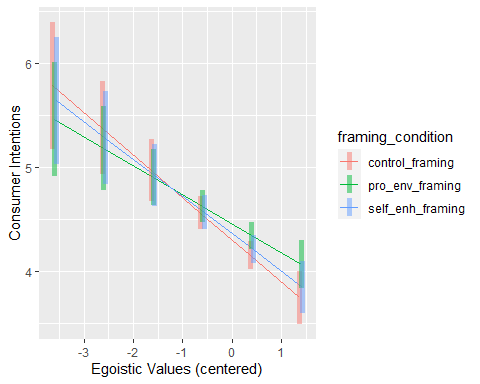 Consumer Intentions
6
5
4
-3 -2 -1 0 1
Egoistic Values (centered)
framing_condition
control_framing
pro_env_framing
self_enh_framing